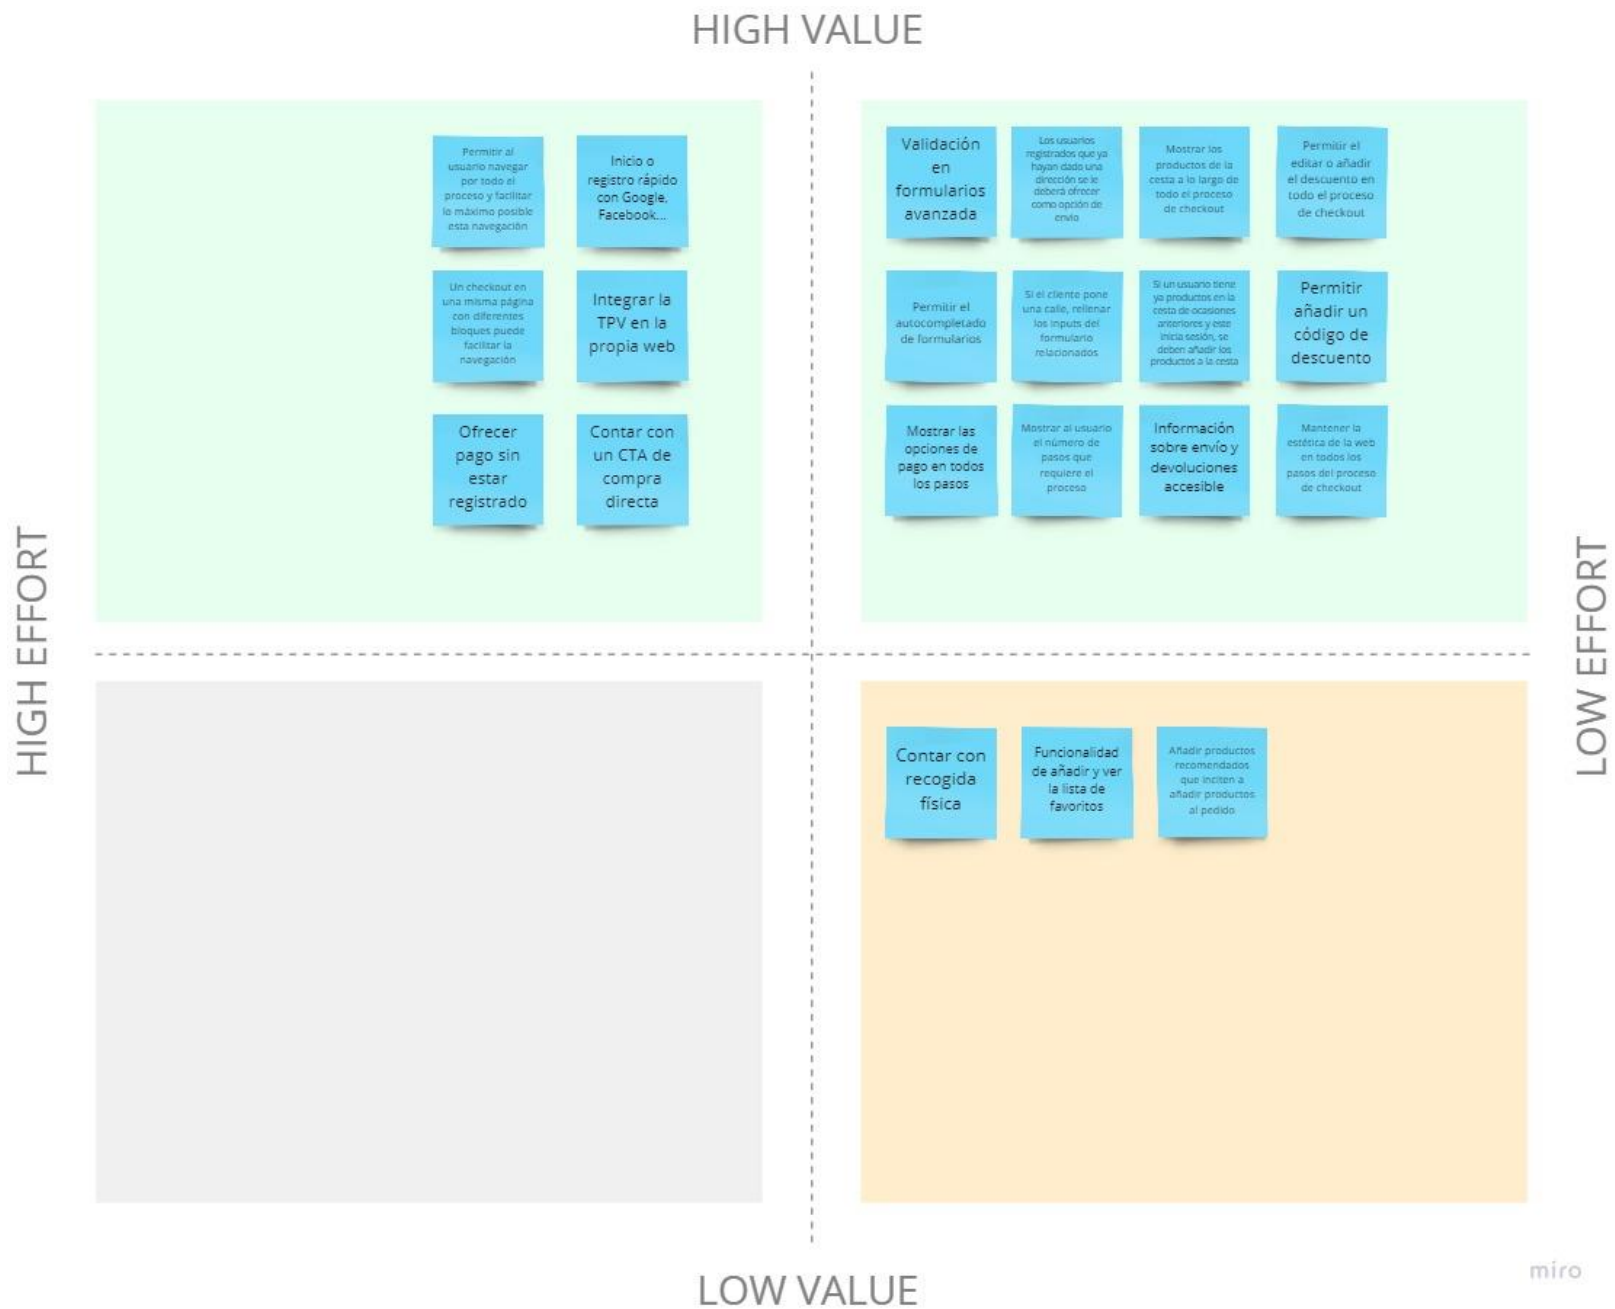 HIGH VALUE
Permitir al
usuario navegar
por todo el
proceso y facilitar
lo máximo posible
esta navegación
Inicio o
registro rápido
con Google,
Facebook...
Un checkout en
una misma página
con diferentes
bloques puede
facilitar la
navegación
Integrar la
TPV en la
propia web
Ofrecer
pago sin
estar
registrado
Contar con
un CTA de
compra
directa
Validación
en
formularios
avanzada
Los usuarios
registrados que ya
hayan dado una
dirección se le
deberá ofrecer
como opción de
envío
Mostrar los
productos de la
cesta a lo largo de
todo el proceso
de checkout
Permitir el
editar o añadir
el descuento en
todo el proceso
de checkout
Permitir el
autocompletado
de formularios
Si el cliente pone
una calle, rellenar
los inputs del
formulario
relacionados
Si un usuario tiene
ya productos en la
cesta de ocasiones
anteriores y este
inicia sesión, se
deben añadir los
productos a la cesta
Permitir
añadir un
código de
descuento
Mostrar las
opciones de
pago en todos
los pasos
Mostrar al usuario
el número de
pasos que
requiere el
proceso
Información
sobre envío y
devoluciones
accesible
Mantener la
estética de la web
en todos los
pasos del proceso
de checkout
HIGH EFFORT
LOW EFFORT
Contar con
recogida
física
Funcionalidad
de añadir y ver
la lista de
favoritos
Añadir productos
recomendados
que inciten a
añadir productos
al pedido
LOW VALUE
miro